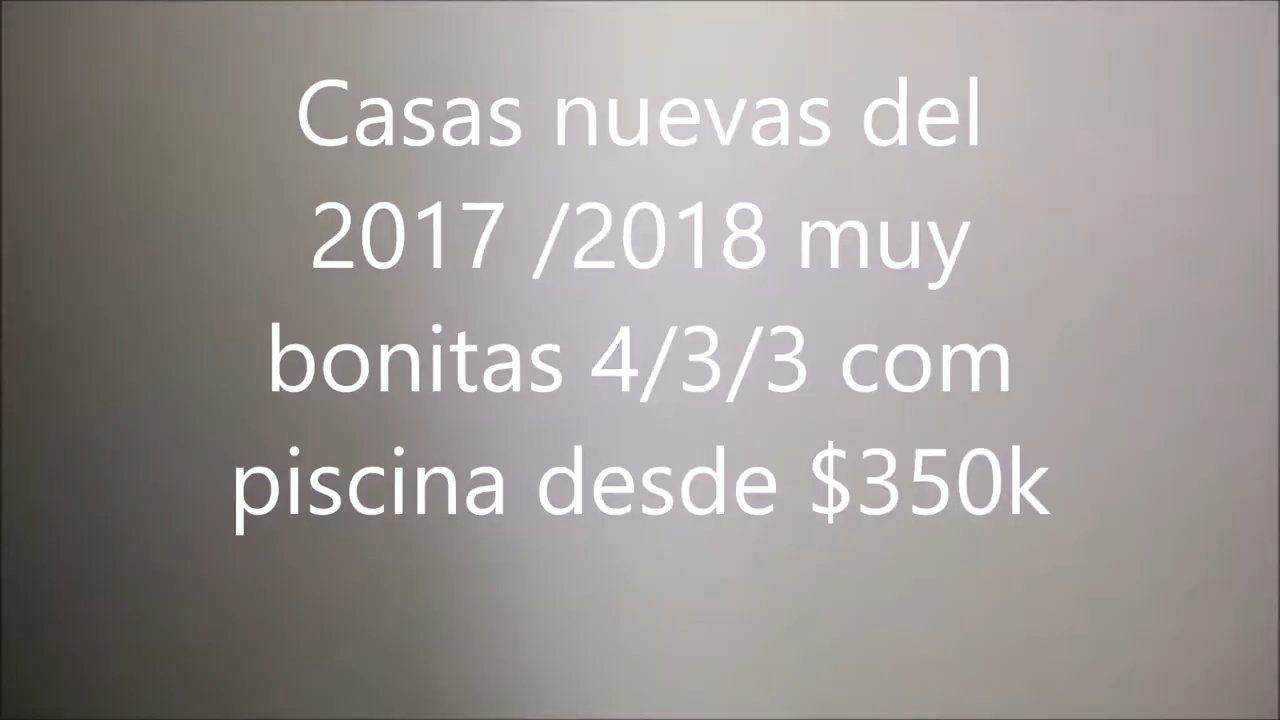 Casas nuevas del
2017 /2018 muy
bonitas 4/3/3 com
piscina desde $350k